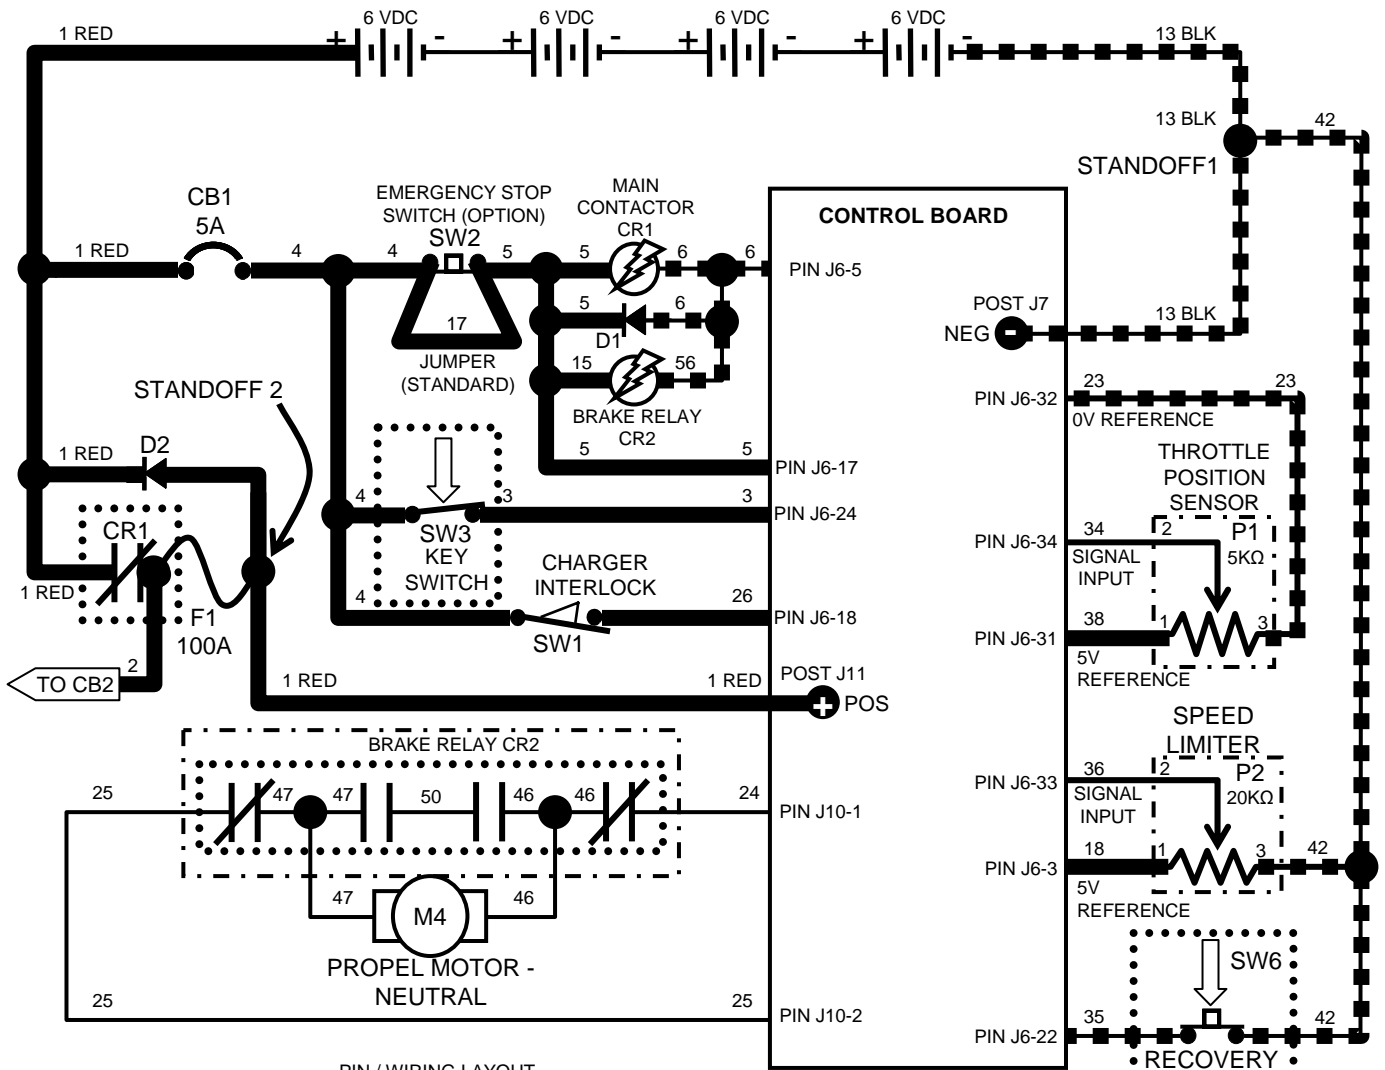 1 RED
+
6 VDC
-
+
6 VDC
-
+
6 VDC
-
+
6 VDC
-
13 BLK
13 BLK
42
STANDOFF1
CB1
5A
1 RED
4
EMERGENCY STOP
SWITCH (OPTION)
SW2
4
5
17
JUMPER
(STANDARD)
MAIN
CONTACTOR
CR1
5
6
6
5
6
D1
15
56
BRAKE RELAY
CR2
5
5
CONTROL BOARD
PIN J6-5
POST J7
NEG
-
13 BLK
PIN J6-32
23
23
0V REFERENCE
THROTTLE
POSITION
SENSOR
STANDOFF 2
1 RED
D2
PIN J6-17
4
3
3
PIN J6-24
SW3
KEY
SWITCH
CR1
1 RED
F1
100A
TO CB2
2
CHARGER
INTERLOCK
4
26
SW1
PIN J6-18
PIN J6-34
34
SIGNAL
INPUT
2
P1
5KΩ
PIN J6-31
38
1
3
5V
REFERENCE
1 RED
1 RED
POST J11
+
POS
SPEED
LIMITER
BRAKE RELAY CR2
25
47
47
50
46
46
24
PIN J10-1
PIN J6-33
36
SIGNAL
INPUT
2
P2
20KΩ
PIN J6-3
18
1
3
42
5V
REFERENCE
47
M4
46
PROPEL MOTOR -
NEUTRAL
25
25
PIN J10-2
SW6
PIN J6-22
35
42
RECOVERY
PIN / WIRING LAYOUT